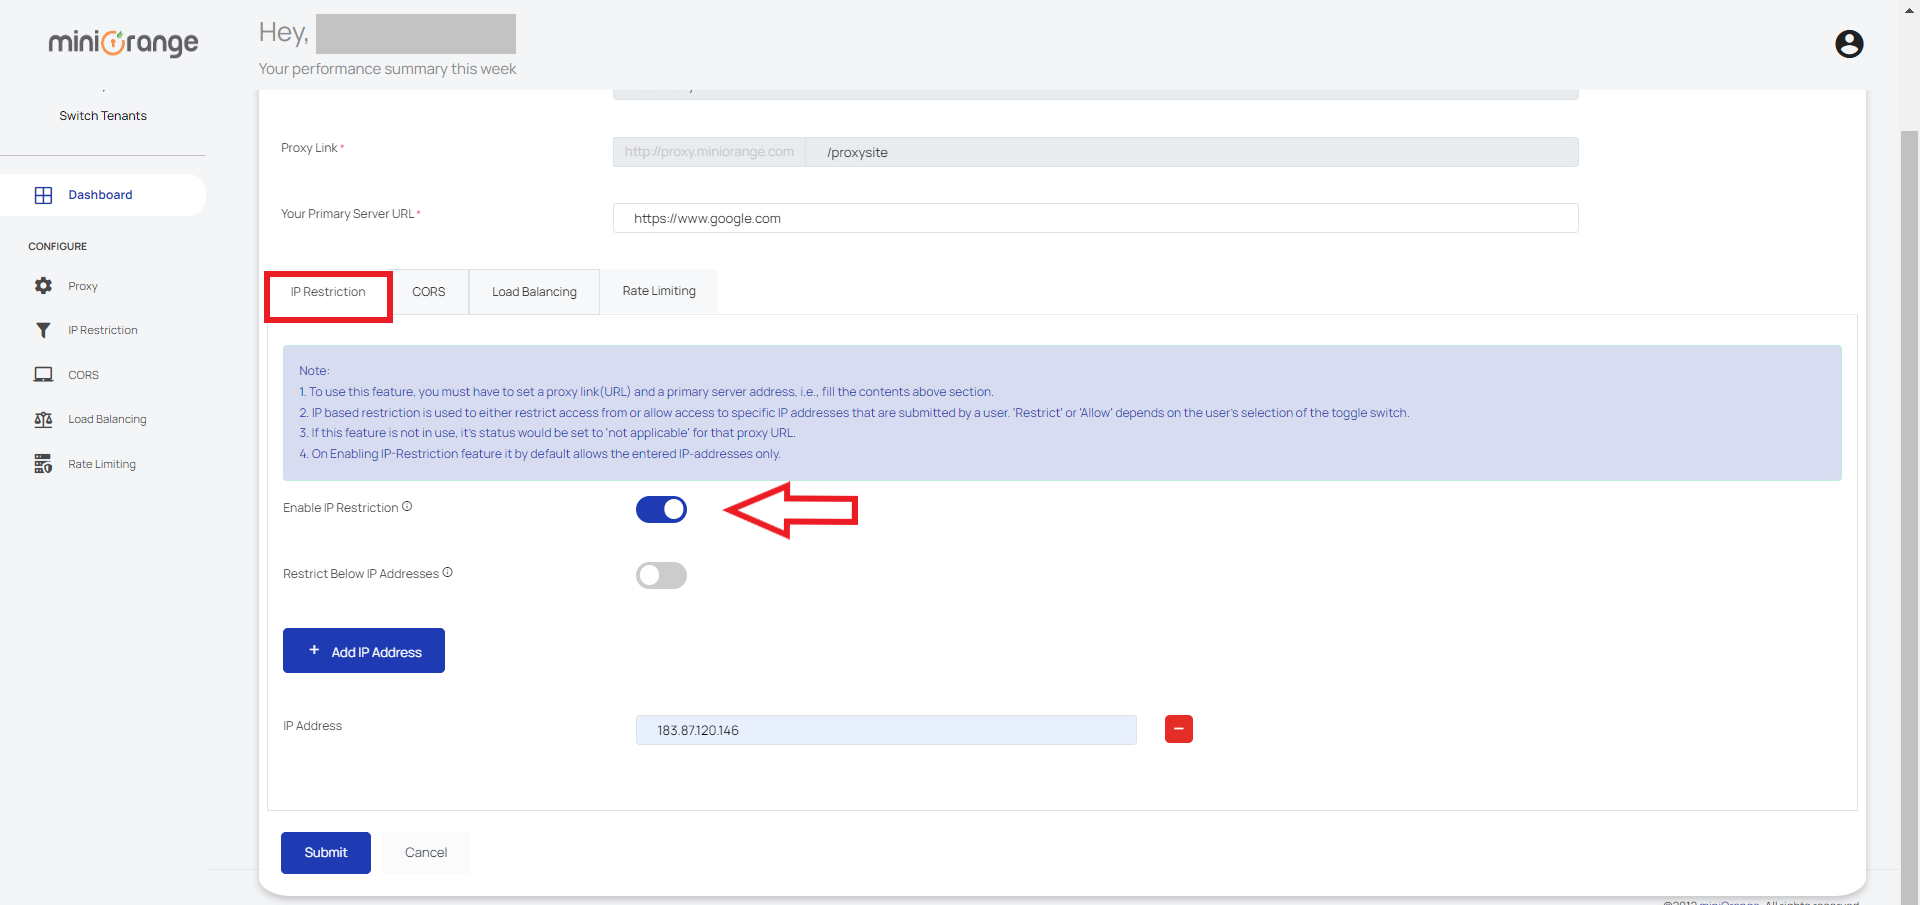 miniOrange
Hey,
Your performance summary this week
Switch Tenants
Dashboard
CONFIGURE
Proxy
IP Restriction
CORS
Load Balancing
Rate Limiting
Proxy Link *
http://proxy.miniorange.com /proxysite
Your Primary Server URL *
https://www.google.com
IP Restriction CORS Load Balancing Rate Limiting
Note:
1. To use this feature, you must have to set a proxy link(URL) and a primary server address, i.e., fill the contents above section.
2. IP based restriction is used to either restrict access from or allow access to specific IP addresses that are submitted by a user. 'Restrict' or 'Allow' depends on the user's selection of the toggle switch.
3. If this feature is not in use, it's status would be set to 'not applicable' for that proxy URL.
4. On Enabling IP-Restriction feature it by default allows the entered IP-addresses only.
Enable IP Restriction
Restrict Below IP Addresses
+ Add IP Address
IP Address
183.87.120.146
Submit Cancel
miniOrange. All rights reserved.